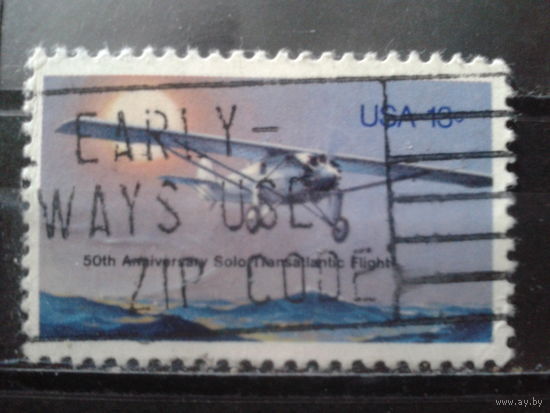 USA 13c
EARLY-
WAYS USE
50th Anniversary Solo Transatlantic Flight
ZIP CODE
www.ay.by